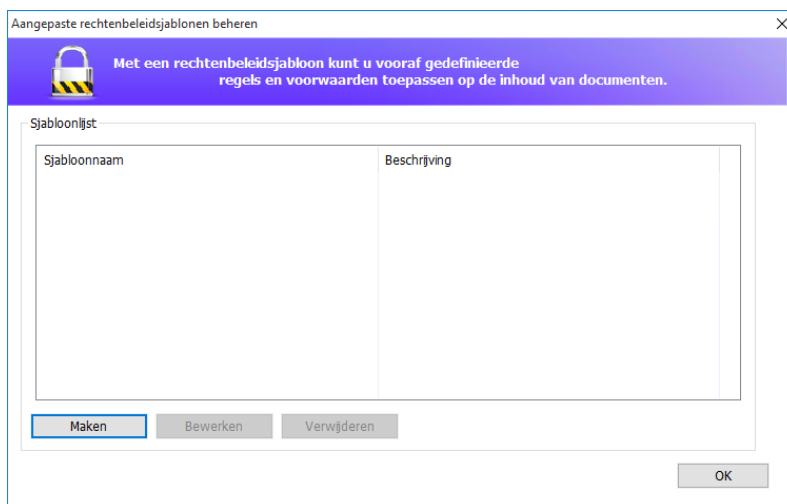 Aangepaste rechtenbeleidsjablonen beheren
Met een rechtenbeleidsjabloon kunt u vooraf gedefinieerde
regels en voorwaarden toepassen op de inhoud van documenten.
Sjabloonlijst
Sjabloonnaam Beschrijving
Maken Bewerken Verwijderen
OK